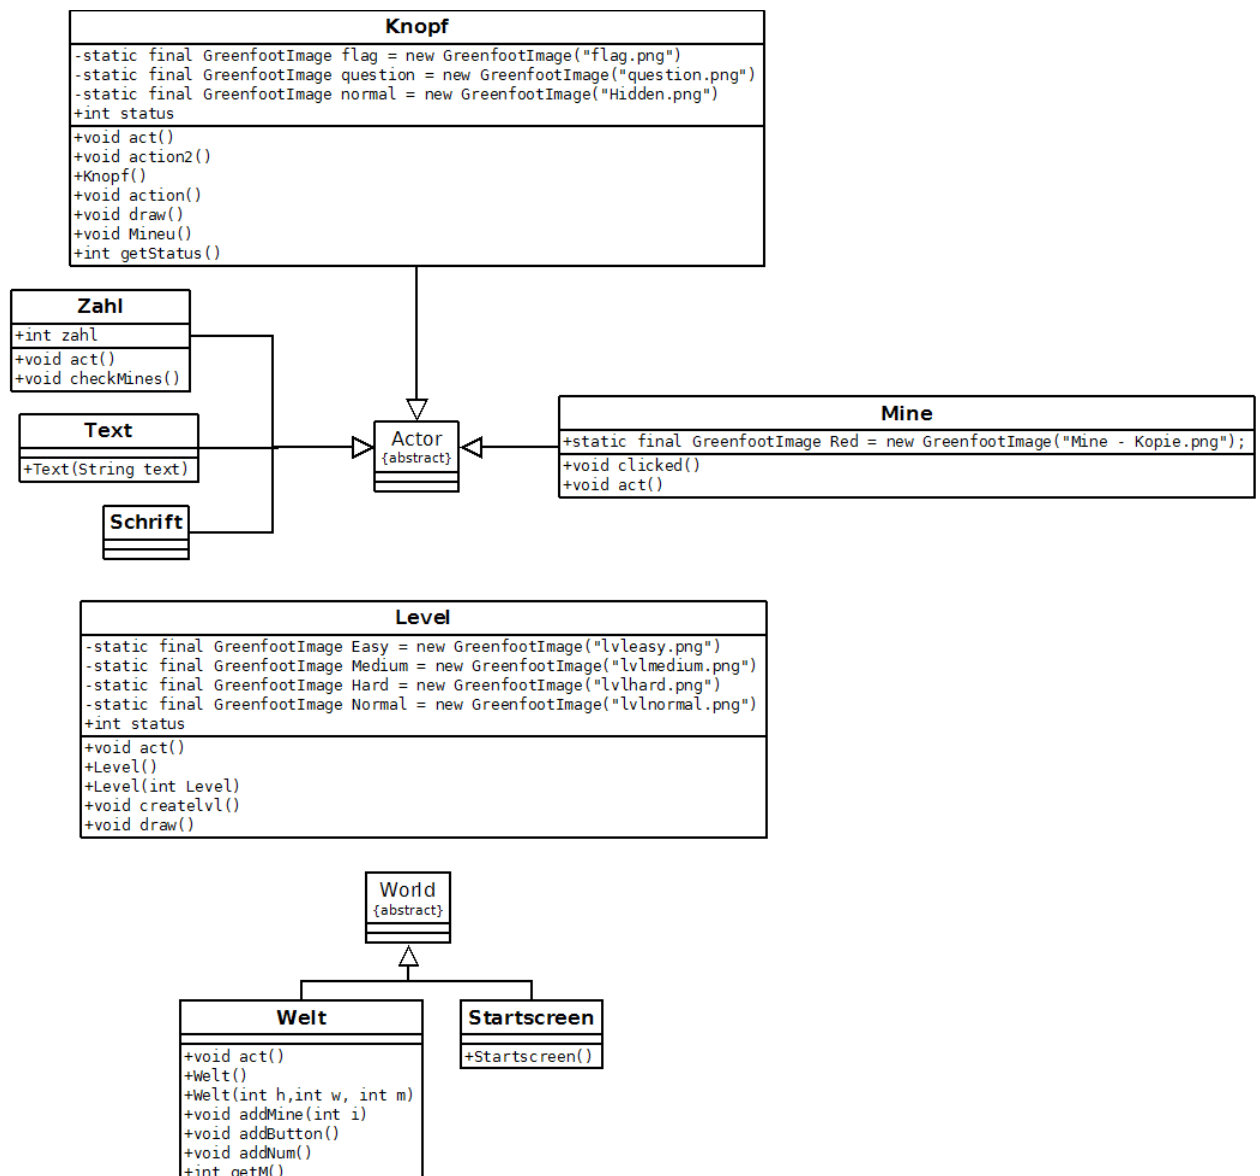 Knopf
-static final GreenfootImage flag = new GreenfootImage("flag.png")
-static final GreenfootImage question = new GreenfootImage("question.png")
-static final GreenfootImage normal = new GreenfootImage("Hidden.png")
+int status
+void act()
+void action2()
+Knopf()
+void action()
+void draw()
+void Mineu()
+int getStatus()
Zahl
+int zahl
+void act()
+void checkMines()
Text
+Text(String text)
Schrift
Actor
{abstract}
Mine
+static final GreenfootImage Red = new GreenfootImage("Mine - Kopie.png");
+void clicked()
+void act()
Level
-static final GreenfootImage Easy = new GreenfootImage("lvleasy.png")
-static final GreenfootImage Medium = new GreenfootImage("lvlmedium.png")
-static final GreenfootImage Hard = new GreenfootImage("lvlhard.png")
-static final GreenfootImage Normal = new GreenfootImage("lvlnormal.png")
+int status
+void act()
+Level()
+Level(int Level)
+void createlvl()
+void draw()
World
{abstract}
Welt
+void act()
+Welt()
+Welt(int h,int w, int m)
+void addMine(int i)
+void addButton()
+void addNum()
+int getM()
Startscreen
+Startscreen()